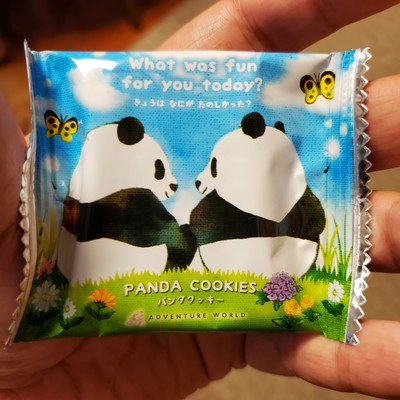 What was fun
for you today?
きょうは なにが たのしかった?
PANDA COOKIES
パンダクッキー
ADVENTURE WORLD